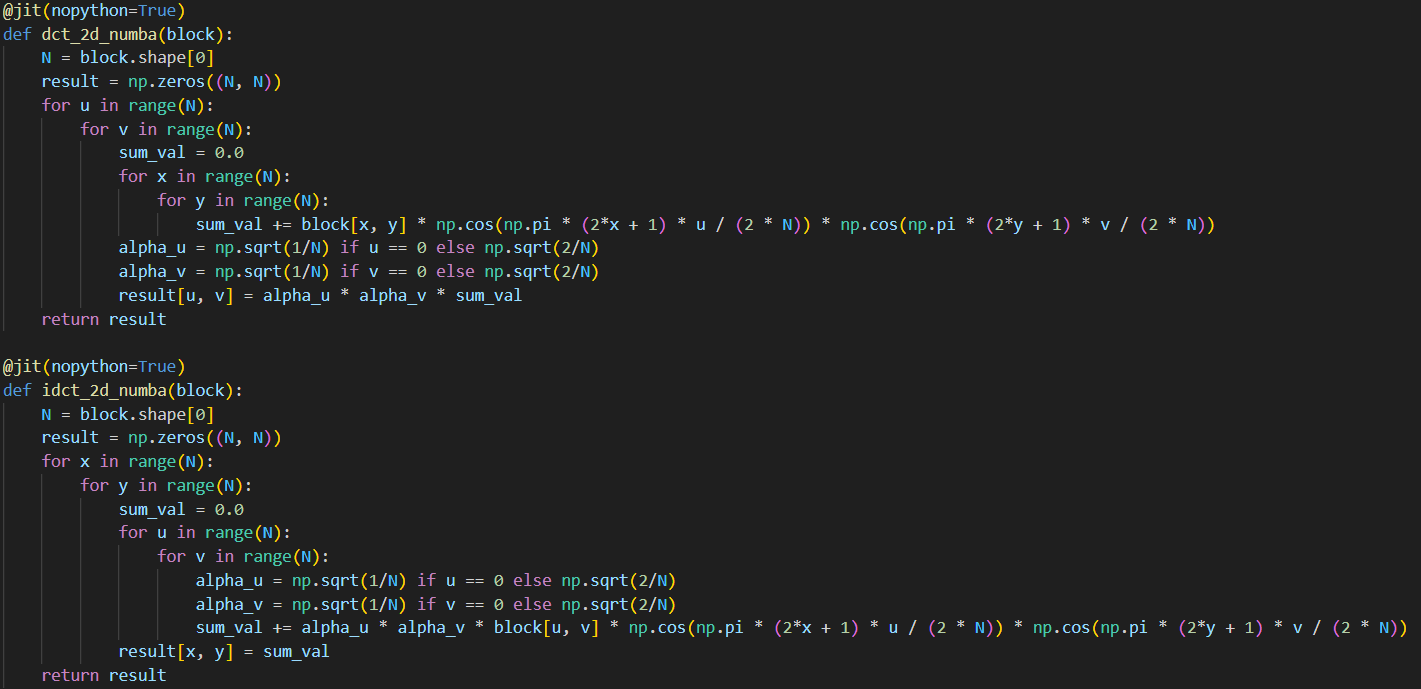 @jit(nopython=True)
def dct_2d_numba(block):
    N = block.shape[0]
    result = np.zeros((N, N))
    for u in range(N):
        for v in range(N):
            sum_val = 0.0
            for x in range(N):
                for y in range(N):
                    sum_val += block[x, y] * np.cos(np.pi * (2*x + 1) * u / (2 * N)) * np.cos(np.pi * (2*y + 1) * v / (2 * N))
            alpha_u = np.sqrt(1/N) if u == 0 else np.sqrt(2/N)
            alpha_v = np.sqrt(1/N) if v == 0 else np.sqrt(2/N)
            result[u, v] = alpha_u * alpha_v * sum_val
    return result

@jit(nopython=True)
def idct_2d_numba(block):
    N = block.shape[0]
    result = np.zeros((N, N))
    for x in range(N):
        for y in range(N):
            sum_val = 0.0
            for u in range(N):
                for v in range(N):
                    alpha_u = np.sqrt(1/N) if u == 0 else np.sqrt(2/N)
                    alpha_v = np.sqrt(1/N) if v == 0 else np.sqrt(2/N)
                    sum_val += alpha_u * alpha_v * block[u, v] * np.cos(np.pi * (2*x + 1) * u / (2 * N)) * np.cos(np.pi * (2*y + 1) * v / (2 * N))
            result[x, y] = sum_val
    return result